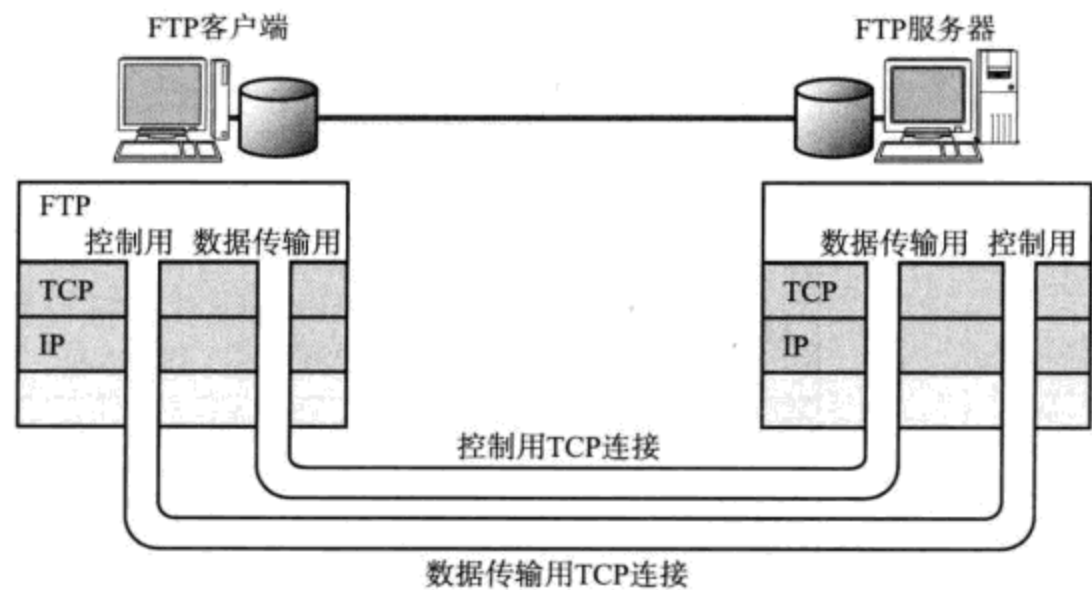 FTP客户端
FTP服务器
FTP
控制用 数据传输用
数据传输用 控制用
TCP
TCP
IP
IP
控制用TCP连接
数据传输用TCP连接